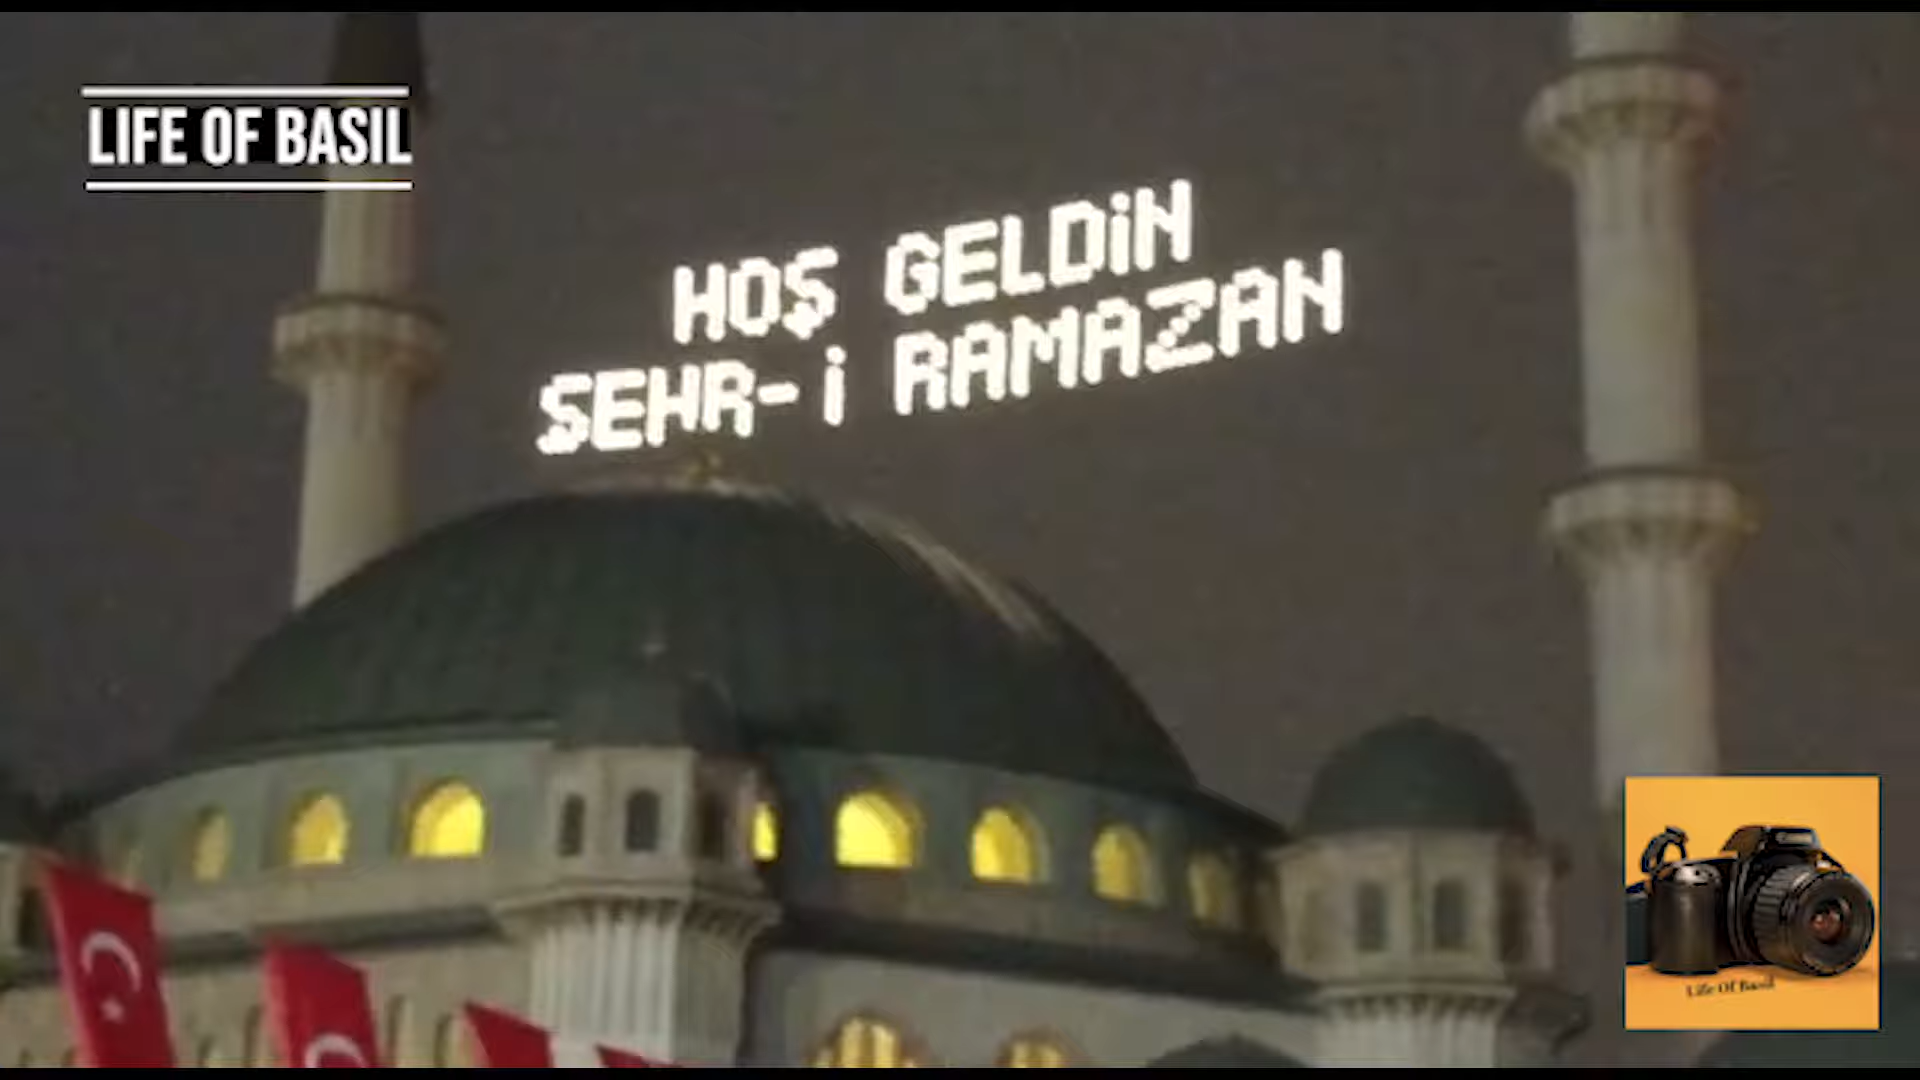 LIFE OF BASIL
HOŞ GELDİN
ŞEHR-İ RAMAZAN
Life Of Basil